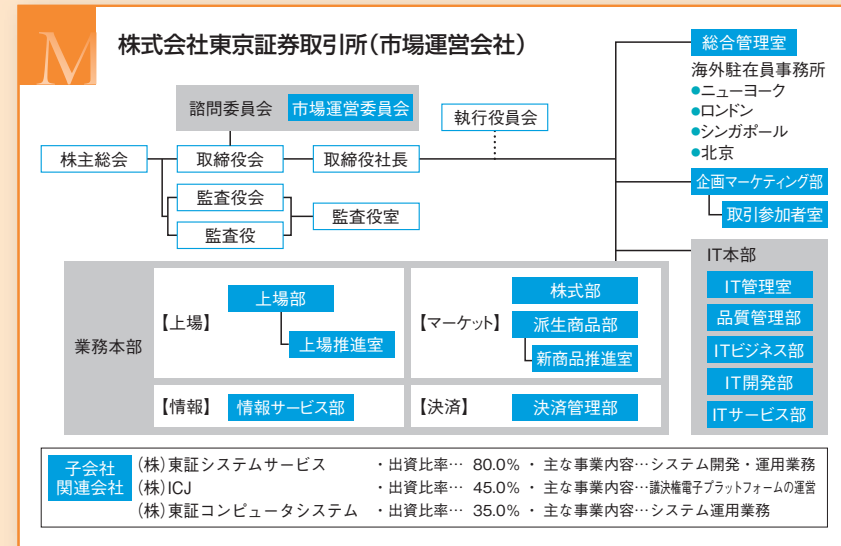 M
株式会社東京証券取引所（市場運営会社）
諮問委員会 市場運営委員会
執行役員会
株主総会 取締役会 取締役社長
監査役会
監査役
監査役室
総合管理室
海外駐在員事務所
●ニューヨーク
●ロンドン
●シンガポール
●北京
企画マーケティング部
取引参加者室
IT本部
IT管理室
品質管理部
ITビジネス部
IT開発部
ITサービス部
業務本部
【上場】
上場部
上場推進室
【マーケット】
株式部
派生商品部
新商品推進室
【情報】 情報サービス部
【決済】 決済管理部
子会社
関連会社
(株)東証システムサービス ・出資比率… 80.0% ・ 主な事業内容…システム開発・運用業務
(株)ICJ ・出資比率… 45.0% ・ 主な事業内容…議決権電子プラットフォームの運営
(株)東証コンピュータシステム ・出資比率… 35.0% ・ 主な事業内容…システム運用業務